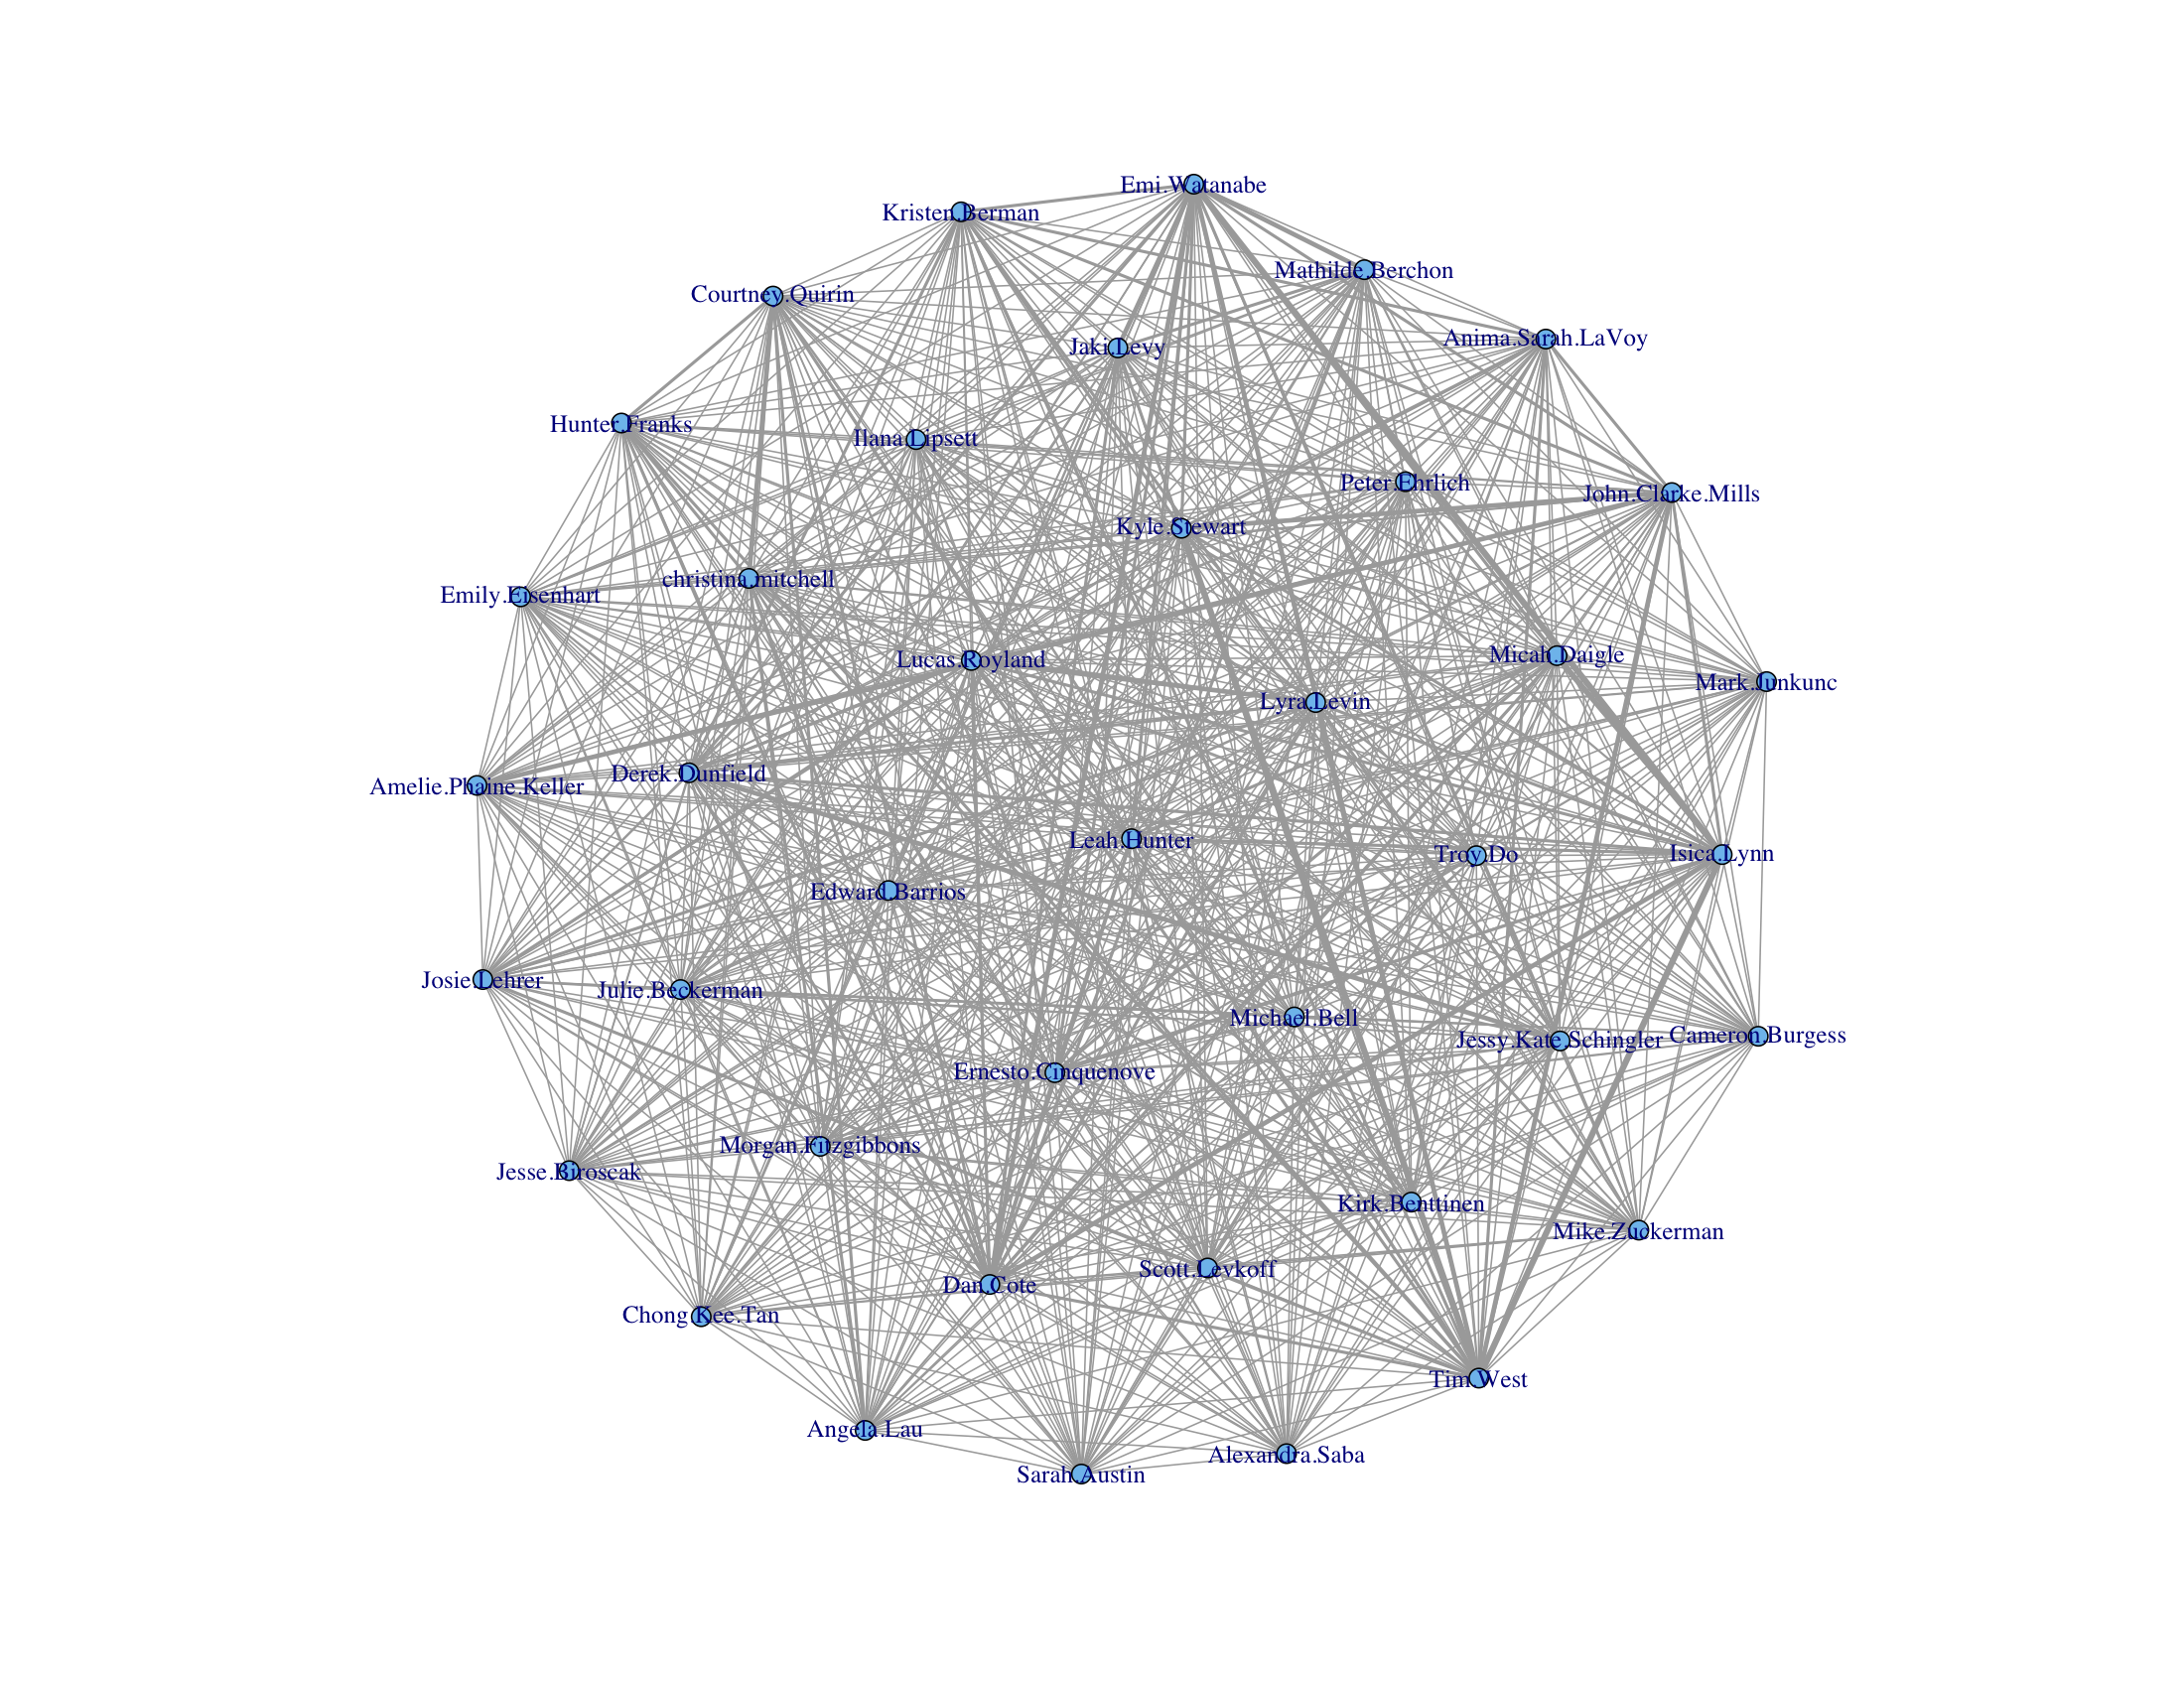 Emi.Watanabe
Kristen.Berman
Mathilde.Berchon
Courtney.Quirin
Anima.Sarah.LaVoy
Jaki.Levy
Hunter.Franks
Ilana.Lipsett
Peter.Ehrlich
John.Clarke.Mills
Kyle.Stewart
christina.mitchell
Emily.Eisenhart
Lucas.Royland
Micah.Daigle
Mark.Junkunc
Lyra.Levin
Derek.Dunfield
Amelie.Phaine.Keller
Leah.Hunter
Troy.Do
Isica.Lynn
Edward.Barrios
Josie.Lehrer
Julie.Beckerman
Michael.Bell
Jessy.Kate.Schingler
Cameron.Burgess
Ernesto.Cinquenove
Morgan.Fitzgibbons
Jesse.Biroscak
Kirk.Benttinen
Mike.Zuckerman
Scott.Levkoff
Dan.Cote
Chong.Kee.Tan
Tim.West
Angela.Lau
Alexandra.Saba
Sarah.Austin